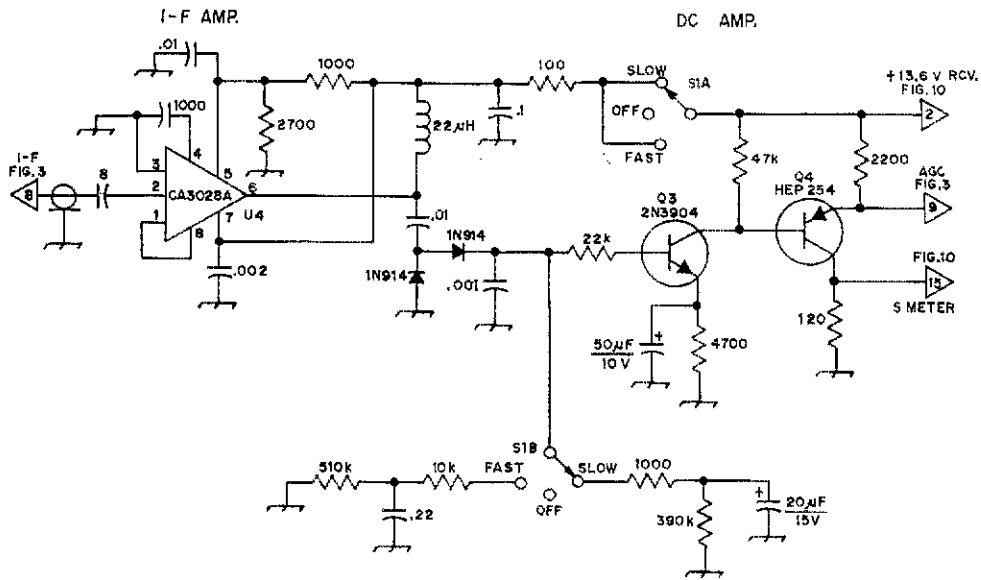 I-F AMP.
DC AMP.
.01
1000
100
SLOW
S1A
OFF
FAST
+13.6 V RCV.
FIG.10
2
1000
2700
22µH
.1
47k
2200
I-F
FIG.3
8
8
3
2
1
4
5
6
7
8
CA3028A
U4
.002
.01
1N914
1N914
.001
22k
Q3
2N3904
Q4
HEP 254
AGC
FIG.3
9
FIG.10
15
S METER
50µF
10V
4700
120
S1B
510k
10k
FAST
SLOW
1000
OFF
.22
390k
20µF
15V
+
+